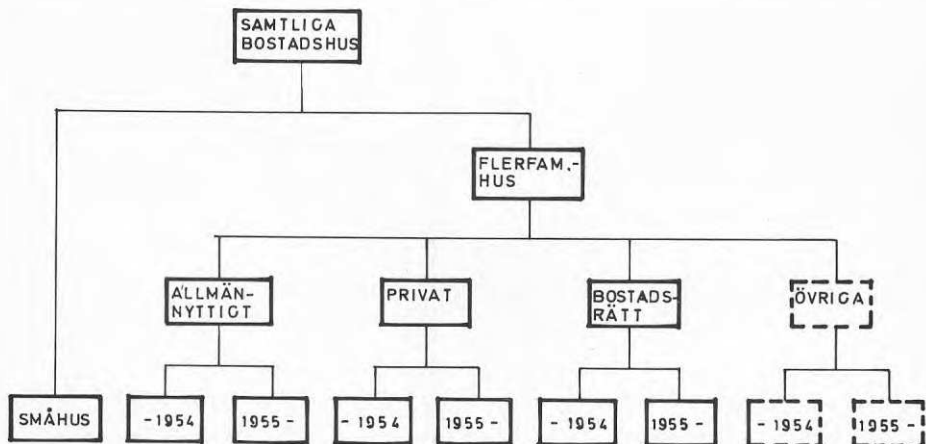 SAMTLIGA
BOSTADSHUS
FLERFAM.-
HUS
ALLMÄN-
NYTTIGT
PRIVAT
BOSTADS-
RÄTT
ÖVRIGA
SMÅHUS
- 1954
1955 -
- 1954
1955 -
- 1954
1955 -
- 1954
1955 -